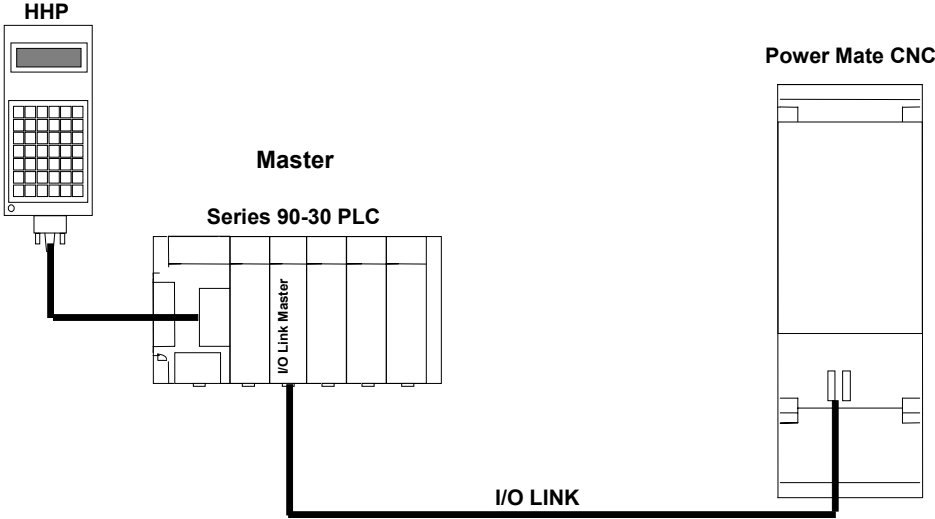 HHP
Power Mate CNC
Master
Series 90-30 PLC
I/O Link Master
I/O LINK